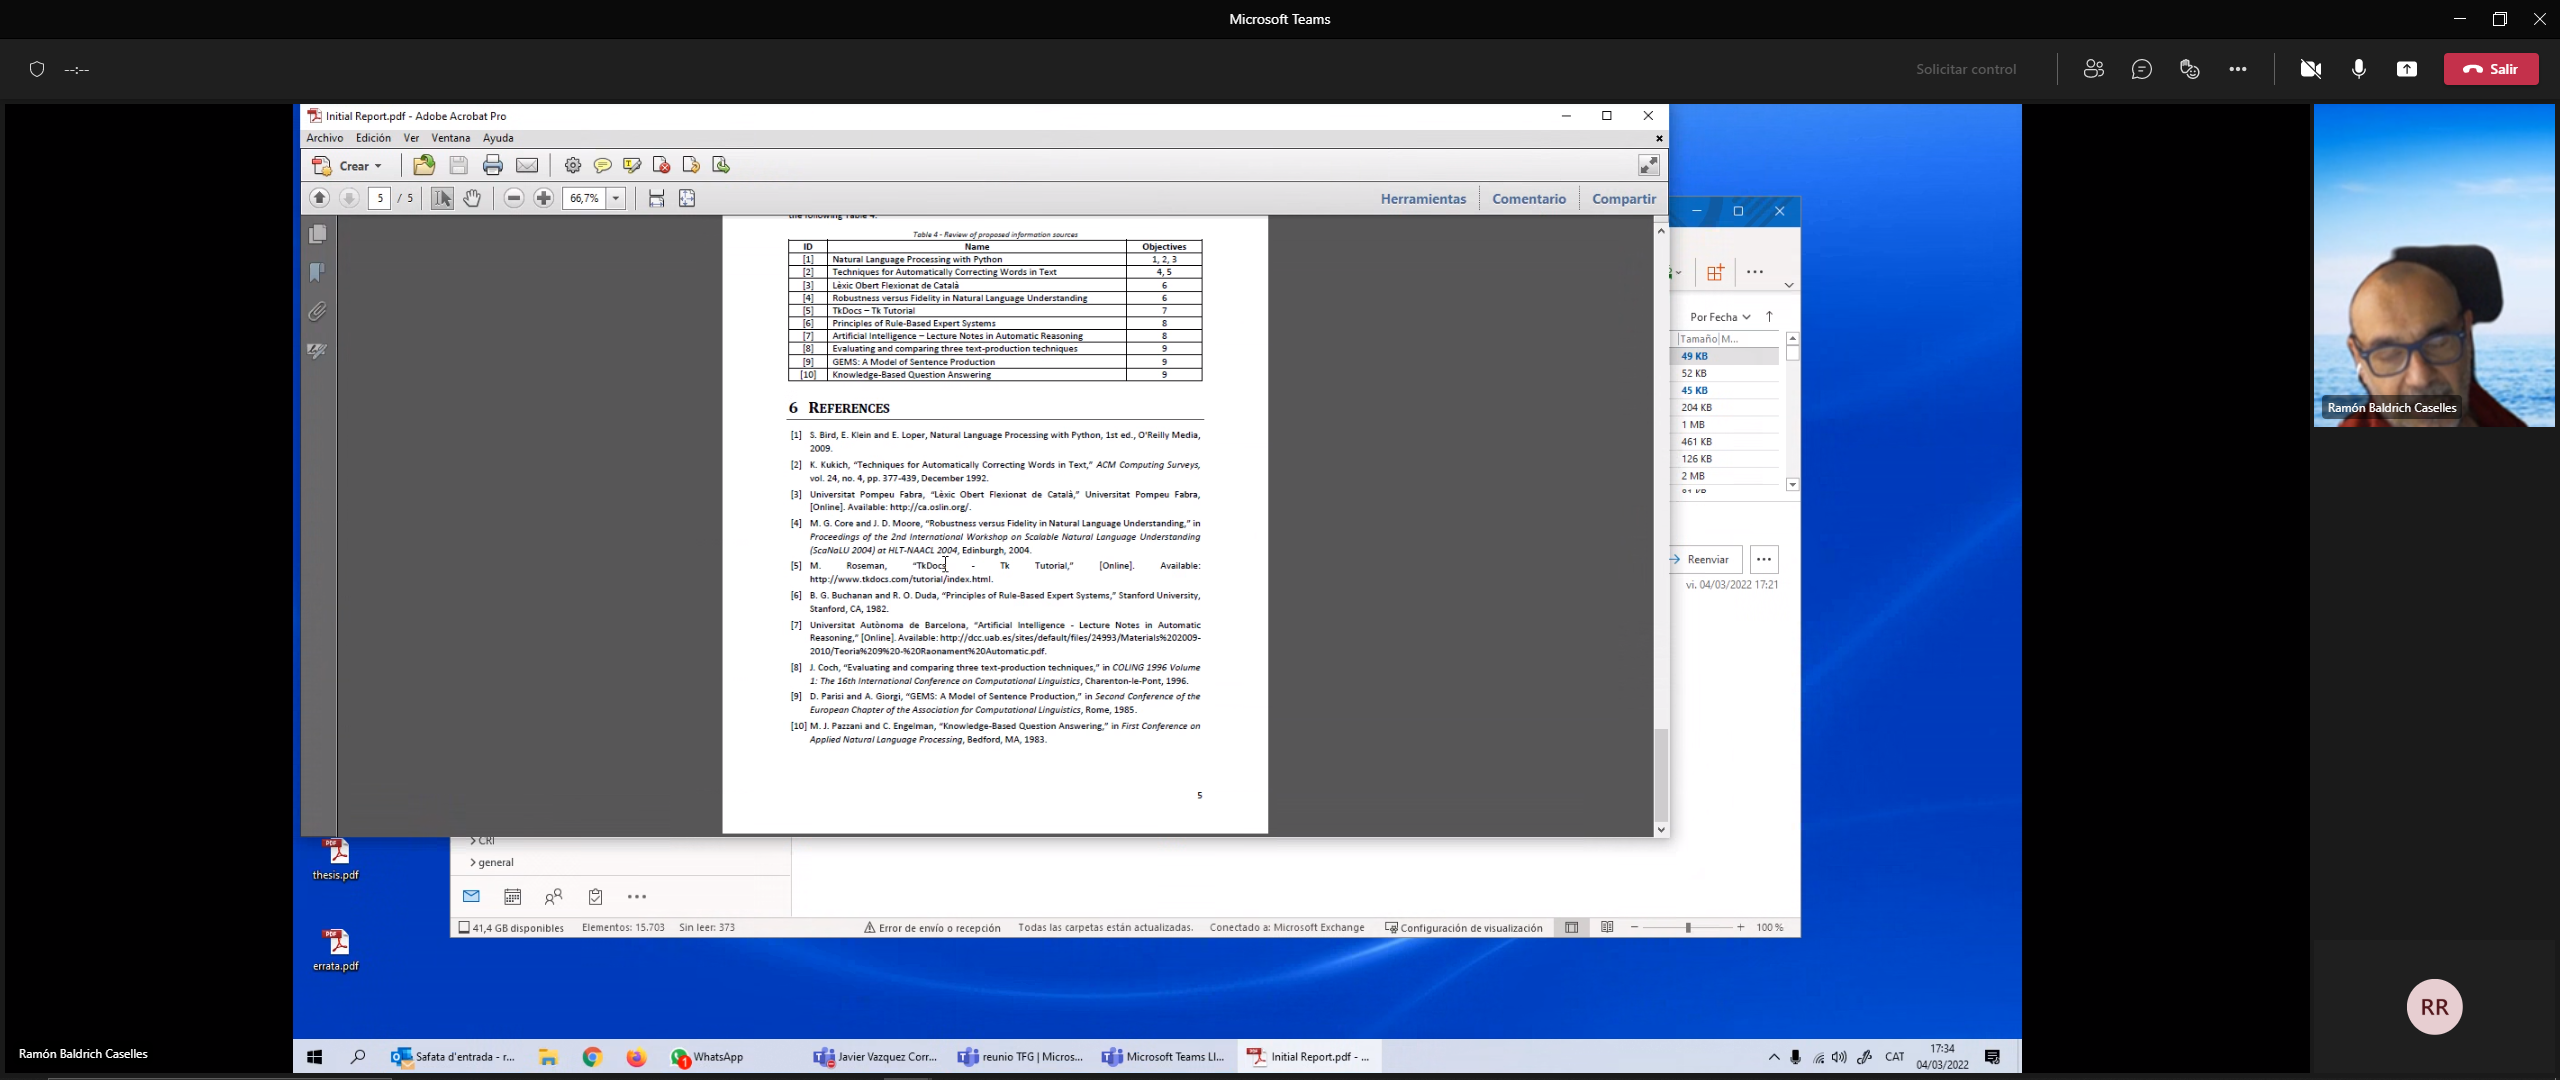 Microsoft Teams
--:--
Solicitar control
Salir
Initial Report.pdf - Adobe Acrobat Pro
Archivo Edición Ver Ventana Ayuda
Crear
5 / 5 66,7%
Herramientas Comentario Compartir
the following Table 4.
Table 4 - Review of proposed information sources
ID Name Objectives
[1] Natural Language Processing with Python 1, 2, 3
[2] Techniques for Automatically Correcting Words in Text 4, 5
[3] Lèxic Obert Flexionat de Català 6
[4] Robustness versus Fidelity in Natural Language Understanding 6
[5] TkDocs – Tk Tutorial 7
[6] Principles of Rule-Based Expert Systems 8
[7] Artificial Intelligence – Lecture Notes in Automatic Reasoning 8
[8] Evaluating and comparing three text-production techniques 9
[9] GEMS: A Model of Sentence Production 9
[10] Knowledge-Based Question Answering 9
6 REFERENCES
[1] S. Bird, E. Klein and E. Loper, Natural Language Processing with Python, 1st ed., O'Reilly Media,
2009.
[2] K. Kukich, “Techniques for Automatically Correcting Words in Text,” ACM Computing Surveys,
vol. 24, no. 4, pp. 377-439, December 1992.
[3] Universitat Pompeu Fabra, “Lèxic Obert Flexionat de Català,” Universitat Pompeu Fabra,
[Online]. Available: http://ca.oslin.org/.
[4] M. G. Core and J. D. Moore, “Robustness versus Fidelity in Natural Language Understanding,” in
Proceedings of the 2nd International Workshop on Scalable Natural Language Understanding
(ScaNaLU 2004) at HLT-NAACL 2004, Edinburgh, 2004.
[5] M. Roseman, “TkDocs - Tk Tutorial,” [Online]. Available:
http://www.tkdocs.com/tutorial/index.html.
[6] B. G. Buchanan and R. O. Duda, “Principles of Rule-Based Expert Systems,” Stanford University,
Stanford, CA, 1982.
[7] Universitat Autònoma de Barcelona, “Artificial Intelligence - Lecture Notes in Automatic
Reasoning,” [Online]. Available: http://dcc.uab.es/sites/default/files/24993/Materials%202009-
2010/Teoria%209%20-%20Raonament%20Automatic.pdf.
[8] J. Coch, “Evaluating and comparing three text-production techniques,” in COLING 1996 Volume
1: The 16th International Conference on Computational Linguistics, Charenton-le-Pont, 1996.
[9] D. Parisi and A. Giorgi, “GEMS: A Model of Sentence Production,” in Second Conference of the
European Chapter of the Association for Computational Linguistics, Rome, 1985.
[10] M. J. Pazzani and C. Engelman, “Knowledge-Based Question Answering,” in First Conference on
Applied Natural Language Processing, Bedford, MA, 1983.
5
Por Fecha
Tamaño M...
49 KB
52 KB
45 KB
204 KB
1 MB
461 KB
126 KB
2 MB
81 KB
Reenviar
vi. 04/03/2022 17:21
Ramón Baldrich Caselles
CRI
general
thesis.pdf
errata.pdf
41,4 GB disponibles Elementos: 15.703 Sin leer: 373 Error de envío o recepción Todas las carpetas están actualizadas. Conectado a: Microsoft Exchange Configuración de visualización 100 %
RR
Ramón Baldrich Caselles
Safata d'entrada - r... 1 WhatsApp Javier Vazquez Corr... reunio TFG | Micros... Microsoft Teams Ll... Initial Report.pdf - ... CAT 17:34
04/03/2022